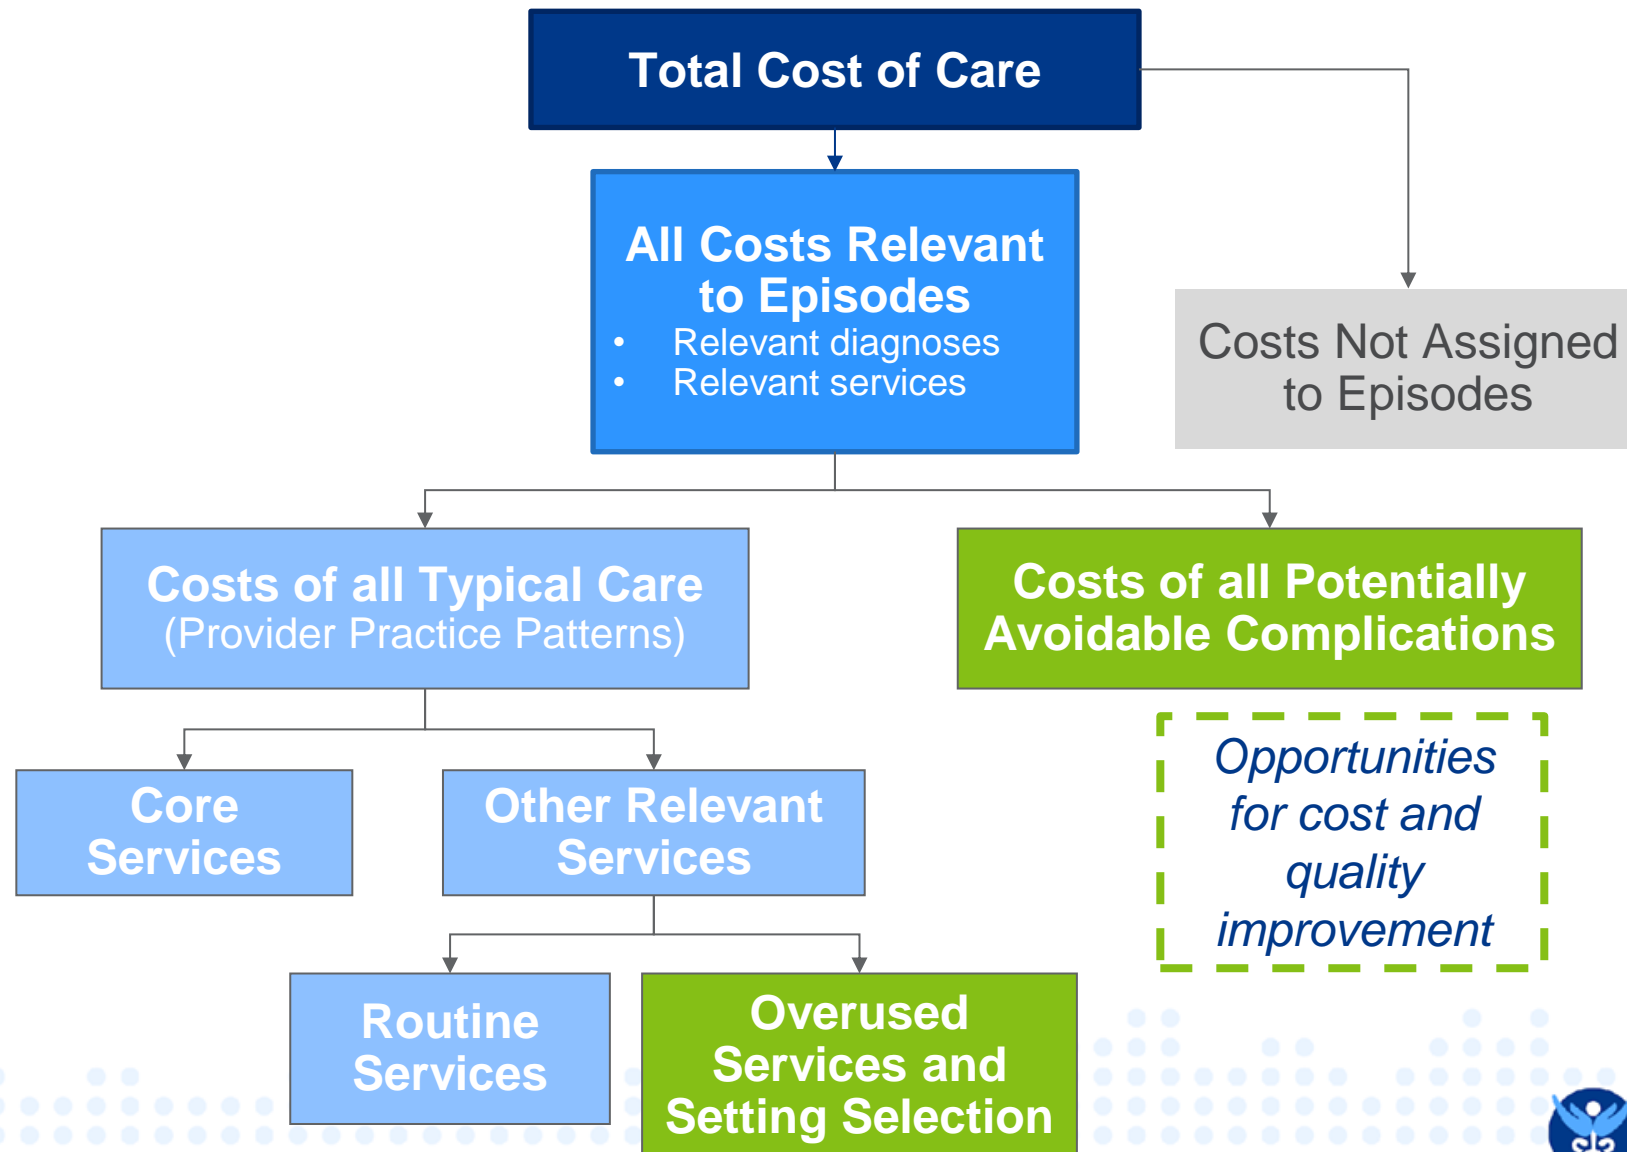 Total Cost of Care
All Costs Relevant
to Episodes
• Relevant diagnoses
• Relevant services
Costs Not Assigned
to Episodes
Costs of all Typical Care
(Provider Practice Patterns)
Costs of all Potentially
Avoidable Complications
Core
Services
Other Relevant
Services
Opportunities
for cost and
quality
improvement
Routine
Services
Overused
Services and
Setting Selection